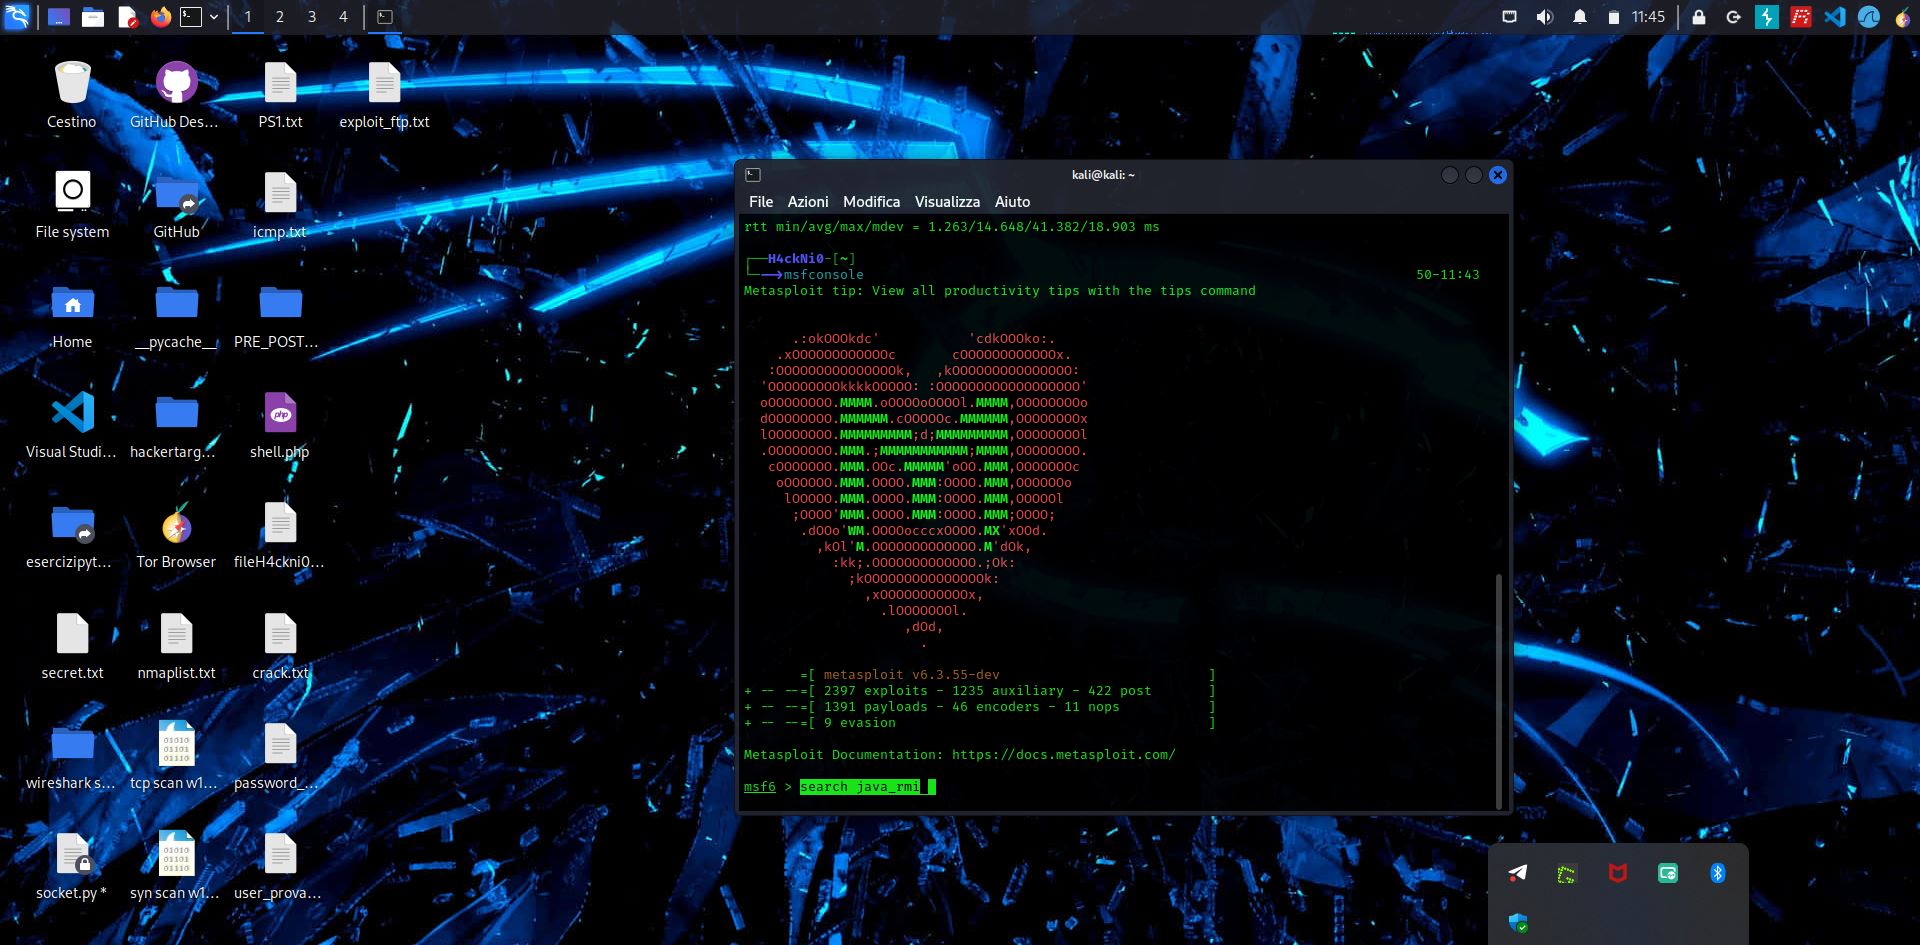 1 2 3 4
11:45
Cestino
GitHub Des...
PS1.txt
exploit_ftp.txt
File system
GitHub
icmp.txt
Home
__pycache__
PRE_POST...
Visual Studi...
hackertarg...
shell.php
esercizipyt...
Tor Browser
fileH4ckni0...
secret.txt
nmaplist.txt
crack.txt
wireshark s...
tcp scan w1...
password_...
socket.py *
syn scan w1...
user_prova...
kali@kali: ~
File Azioni Modifica Visualizza Aiuto
rtt min/avg/max/mdev = 1.263/14.648/41.382/18.903 ms
┌──H4ckNi0-[~]
└──→msfconsole 50-11:43
Metasploit tip: View all productivity tips with the tips command
.:okOOOkdc' 'cdkOOOko:.
.xOOOOOOOOOOOOc cOOOOOOOOOOOOx.
:OOOOOOOOOOOOOOOk, ,kOOOOOOOOOOOOOOO:
'OOOOOOOOOkkkkOOOOO: :OOOOOOOOOOOOOOOOOO'
oOOOOOOOO.MMMM.oOOOOoOOOOl.MMMM,OOOOOOOOo
dOOOOOOOO.MMMMMM.cOOOOOc.MMMMMM,OOOOOOOOx
lOOOOOOOO.MMMMMMMMM;d;MMMMMMMMM,OOOOOOOOl
.OOOOOOOO.MMM.;MMMMMMMMMMM;MMMM,OOOOOOOO.
cOOOOOOO.MMM.OOc.MMMMM'oOO.MMM,OOOOOOOc
oOOOOOO.MMM.OOOO.MMM:OOOO.MMM,OOOOOOo
lOOOOO.MMM.OOOO.MMM:OOOO.MMM,OOOOOl
;OOOO'MMM.OOOO.MMM:OOOO.MMM;OOOO;
.dOOo'WM.OOOOocccxOOOO.MX'xOOd.
,kOl'M.OOOOOOOOOOOOO.M'dOk,
:kk;.OOOOOOOOOOOOO.;Ok:
;kOOOOOOOOOOOOOOOk:
,xOOOOOOOOOOOx,
.lOOOOOOOl.
,dOd,
.
=[ metasploit v6.3.55-dev ]
+ -- --=[ 2397 exploits - 1235 auxiliary - 422 post ]
+ -- --=[ 1391 payloads - 46 encoders - 11 nops ]
+ -- --=[ 9 evasion ]
Metasploit Documentation: https://docs.metasploit.com/
msf6 > search java_rmi